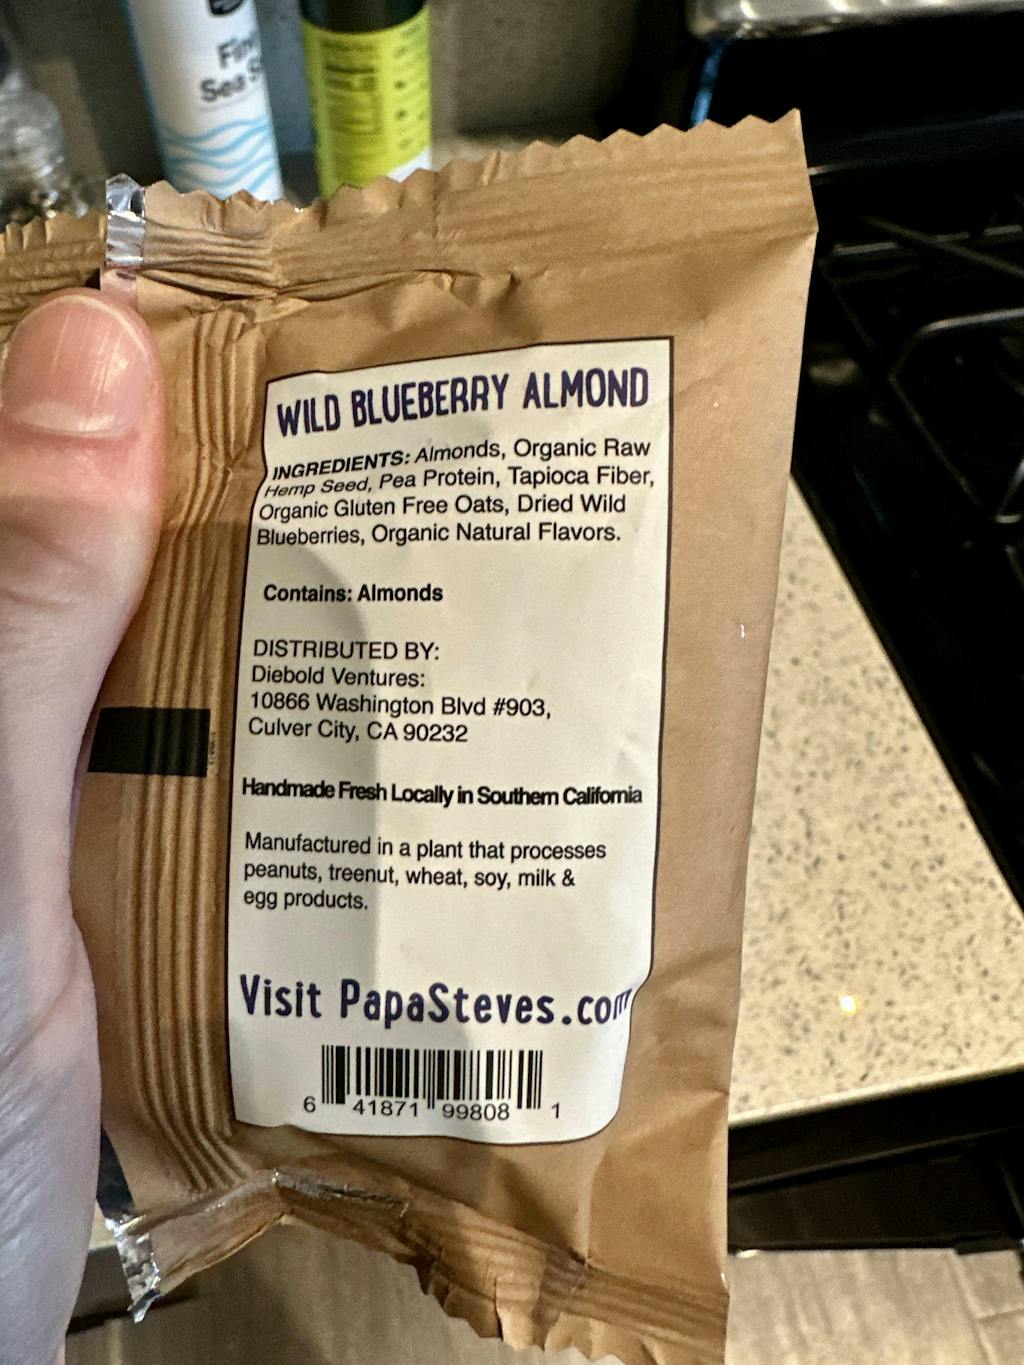 Sea
WILD BLUEBERRY ALMOND
INGREDIENTS: Almonds, Organic Raw
Hemp Seed, Pea Protein, Tapioca Fiber,
Organic Gluten Free Oats, Dried Wild
Blueberries, Organic Natural Flavors.
Contains: Almonds
DISTRIBUTED BY:
Diebold Ventures:
10866 Washington Blvd #903,
Culver City, CA 90232
Handmade Fresh Locally in Southern California
Manufactured in a plant that processes
peanuts, treenut, wheat, soy, milk &
egg products.
Visit PapaSteves.com
6 41871 99808 1